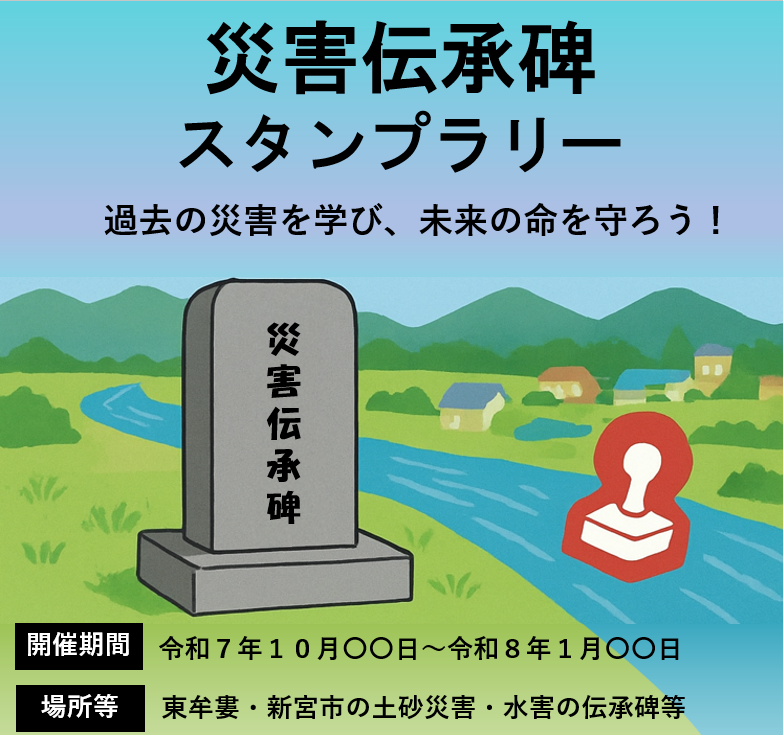 災害伝承碑
スタンプラリー
過去の災害を学び、未来の命を守ろう！
災害伝承碑
開催期間
令和７年１０月〇〇日～令和８年１月〇〇日
場所等
東牟婁・新宮市の土砂災害・水害の伝承碑等